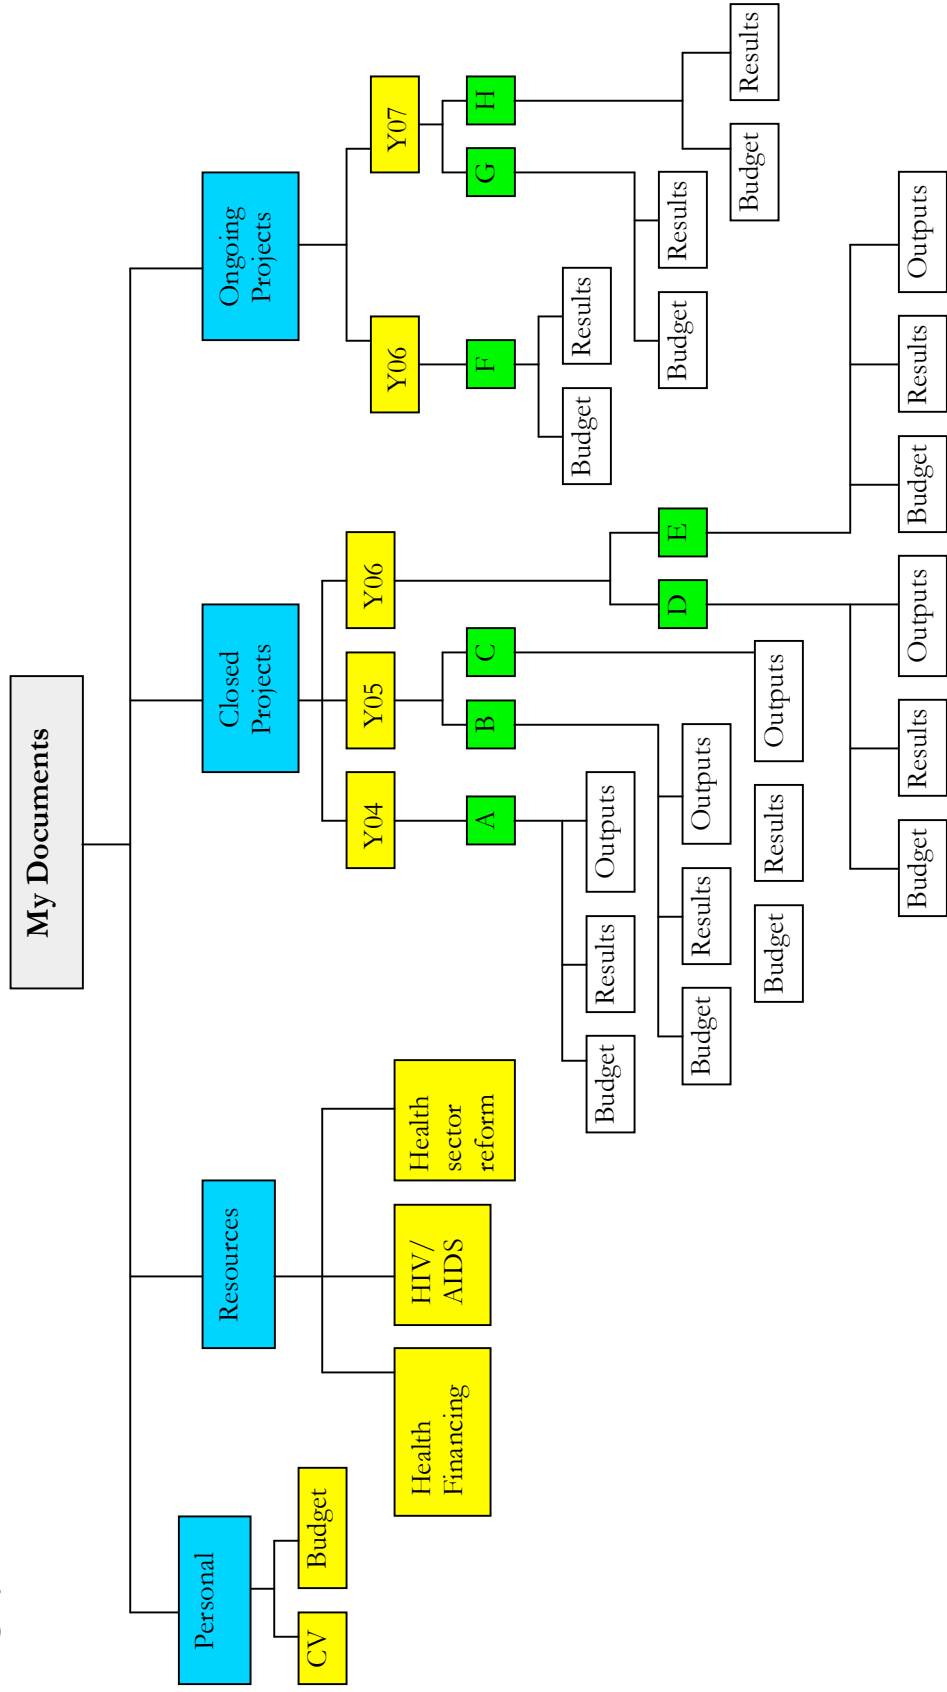 My Documents
Personal
Resources
Closed
Projects
Ongoing
Projects
CV
Budget
Health
Financing
HIV/
AIDS
Health
sector
reform
Y04
Y05
Y06
Y06
Y07
A
B
C
F
G
H
Budget
Results
Outputs
Budget
Results
D
E
Budget
Results
Outputs
Budget
Results
Budget
Results
Outputs
Budget
Results
Budget
Results
Outputs
Budget
Results
Outputs